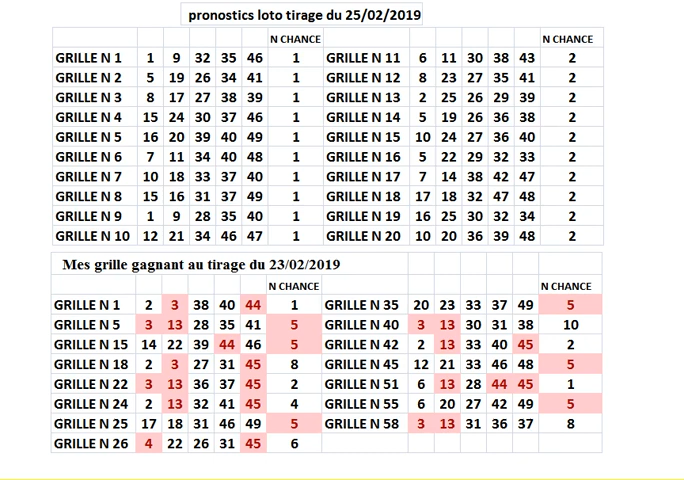 pronostics loto tirage du 25/02/2019
N CHANCE N CHANCE
GRILLE N 1 1 9 32 35 46 1 GRILLE N 11 6 11 30 38 43 2
GRILLE N 2 5 19 26 34 41 1 GRILLE N 12 8 23 27 35 41 2
GRILLE N 3 8 17 27 38 39 1 GRILLE N 13 2 25 26 29 39 2
GRILLE N 4 15 24 30 37 46 1 GRILLE N 14 5 19 26 36 38 2
GRILLE N 5 16 20 39 40 49 1 GRILLE N 15 10 24 27 36 40 2
GRILLE N 6 7 11 34 40 48 1 GRILLE N 16 5 22 29 32 33 2
GRILLE N 7 10 18 33 37 40 1 GRILLE N 17 7 14 38 42 47 2
GRILLE N 8 15 16 31 37 49 1 GRILLE N 18 17 18 32 47 48 2
GRILLE N 9 1 9 28 35 40 1 GRILLE N 19 16 25 30 32 34 2
GRILLE N 10 12 21 34 46 47 1 GRILLE N 20 10 20 36 39 48 2
Mes grille gagnant au tirage du 23/02/2019
N CHANCE N CHANCE
GRILLE N 1 2 3 38 40 44 1 GRILLE N 35 20 23 33 37 49 5
GRILLE N 5 3 13 28 35 41 5 GRILLE N 40 3 13 30 31 38 10
GRILLE N 15 14 22 39 44 46 5 GRILLE N 42 2 13 33 40 45 2
GRILLE N 18 2 3 27 31 45 8 GRILLE N 45 12 21 33 46 48 5
GRILLE N 22 3 13 36 37 45 2 GRILLE N 51 6 13 28 44 45 1
GRILLE N 24 2 13 32 41 45 4 GRILLE N 55 6 20 27 42 49 5
GRILLE N 25 17 18 31 46 49 5 GRILLE N 58 3 13 31 36 37 8
GRILLE N 26 4 22 26 31 45 6